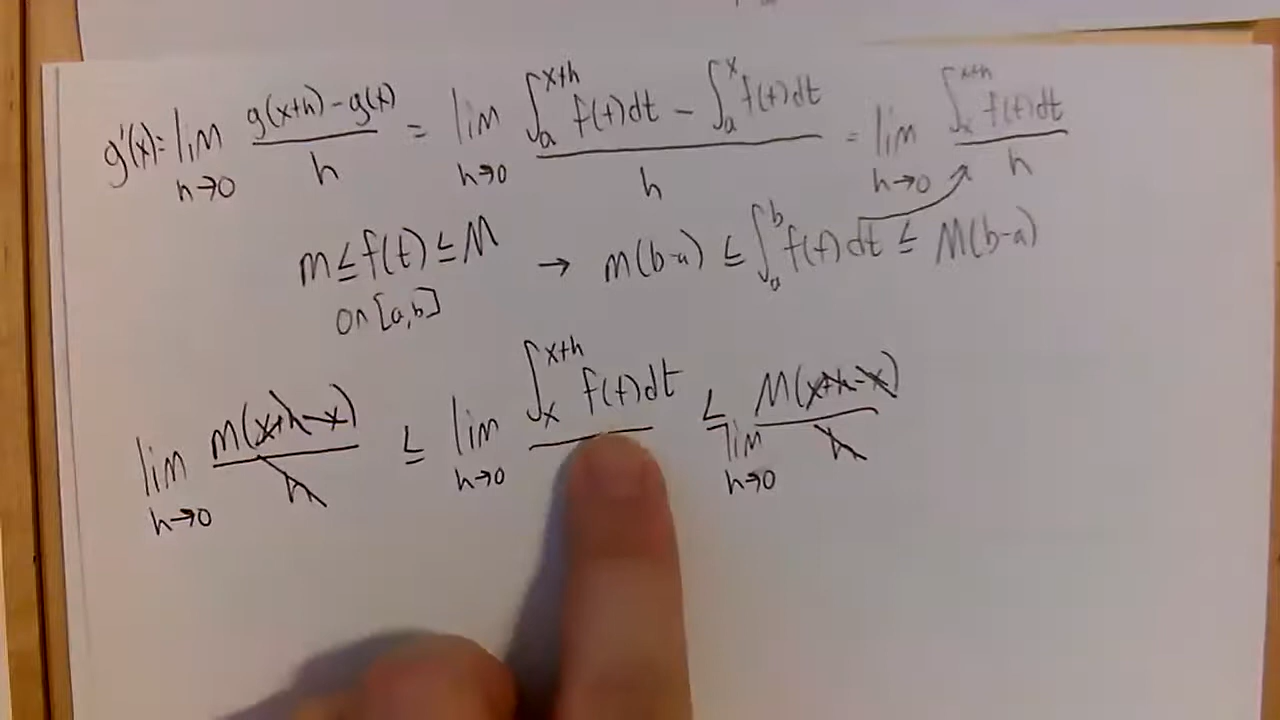 g'(x) = lim h→0 (g(x+h) - g(x))/h = lim h→0 (∫_a^{x+h} f(t)dt - ∫_a^x f(t)dt)/h = lim h→0 (∫_x^{x+h} f(t)dt)/h
m ≤ f(t) ≤ M → m(b-a) ≤ ∫_a^b f(t)dt ≤ M(b-a)
on [a,b]
lim h→0 m(x+h-x)/h ≤ lim h→0 ∫_x^{x+h} f(t)dt ≤ lim h→0 M(x+h-x)/h